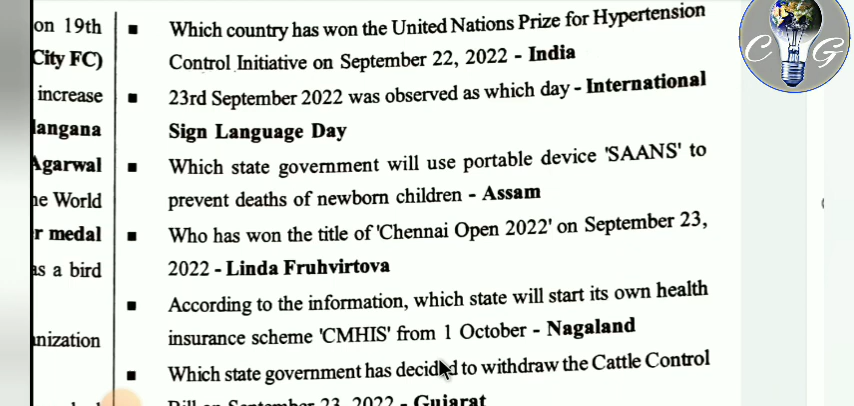 on 19th
City FC)
increase
Agarwal
World
medal
as a bird
Which country has won the United Nations Prize for Hypertension
Control Initiative on September 22, 2022 - India
23rd September 2022 was observed as which day - International
Sign Language Day
Which state government will use portable device 'SAANS' to
prevent deaths of newborn children - Assam
Who has won the title of 'Chennai Open 2022' on September 23,
2022 - Linda Fruhvirtova
According to the information, which state will start its own health
insurance scheme 'CMHIS' from 1 October - Nagaland
Which state government has decided to withdraw the Cattle Control
Bill on September 23, 2022 - Gujarat
C G